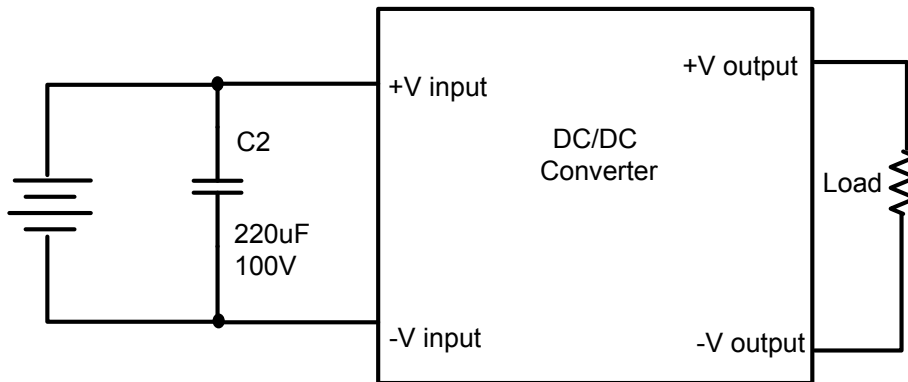 +V input
+V output
C2
DC/DC
Converter
Load
220uF
100V
-V input
-V output